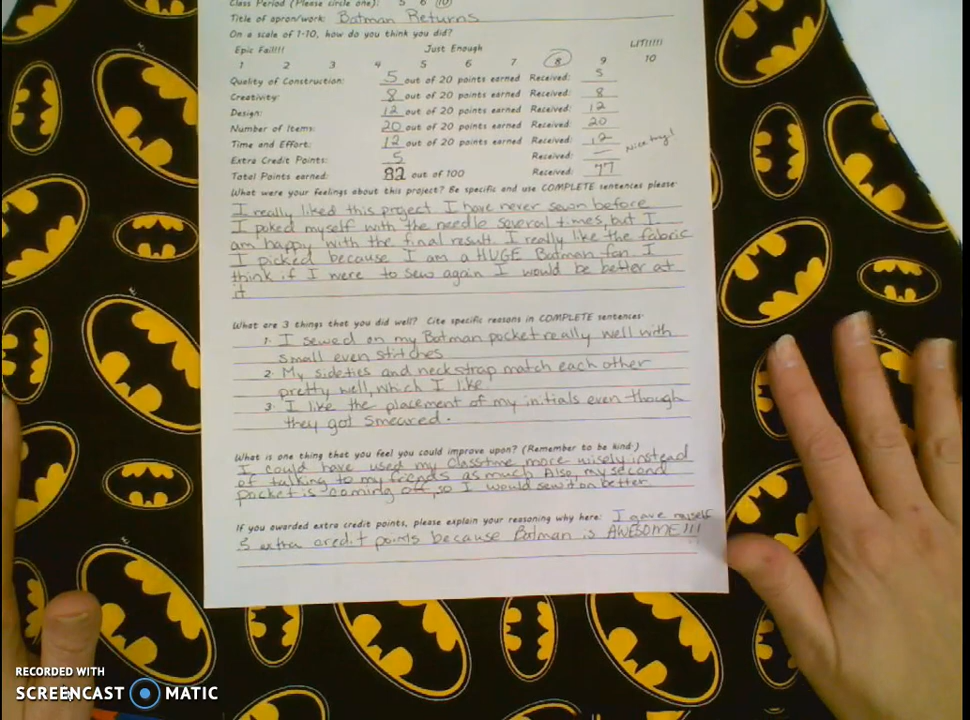 Class Period (Please circle one): 5 6 10
Title of apron/work: Batman Returns
On a scale of 1-10, how do you think you did?
Epic Fail!!! Just Enough LIT!!!!!
1 2 3 4 5 6 7 8 9 10
Quality of Construction: 5 out of 20 points earned Received: 5
Creativity: 8 out of 20 points earned Received: 8
Design: 12 out of 20 points earned Received: 12
Number of Items: 20 out of 20 points earned Received: 20
Time and Effort: 12 out of 20 points earned Received: 12
Extra Credit Points: 5 Received: — Nice try!
Total Points earned: 82 out of 100 Received: 77
What were your feelings about this project? Be specific and use COMPLETE sentences please.
I really liked this project I have never sewn before
I poked myself with the needle several times, but I
am happy with the final result. I really like the fabric
I picked because I am a HUGE Batman fan. I
think if I were to sew again I would be better at
it
What are 3 things that you did well? Cite specific reasons in COMPLETE sentences.
1. I sewed on my Batman pocket really well with
small even stitches
2. My side ties and neck strap match each other
pretty well, which I like
3. I like the placement of my initials even though
they got smeared.
What is one thing that you feel you could improve upon? (Remember to be kind!)
I could have used my classtime more wisely instead
of talking to my friends as much. Also, my second
pocket is coming off, so I would sew it on better.
If you awarded extra credit points, please explain your reasoning why here: I gave myself
5 extra credit points because Batman is AWESOME!!!
RECORDED WITH
SCREENCAST MATIC